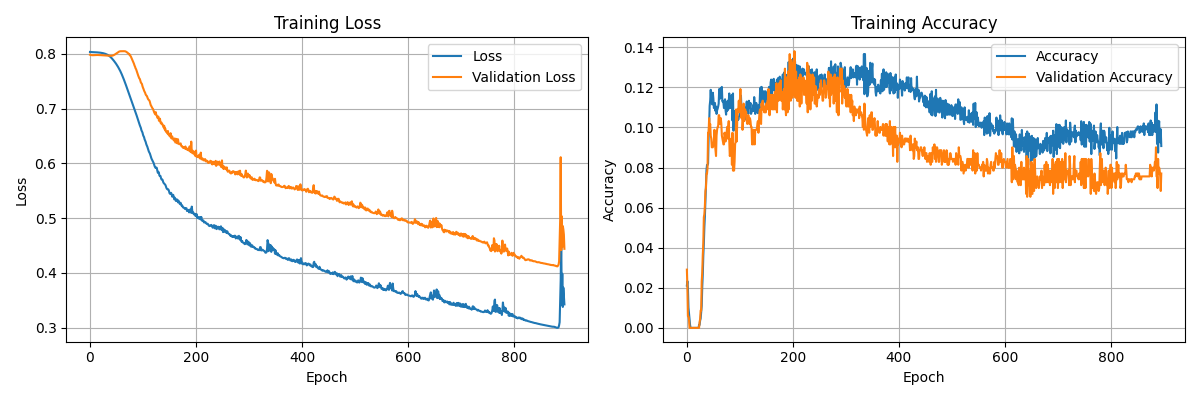 Training Loss
Loss
Validation Loss
0.8
0.7
0.6
0.5
0.4
0.3
Loss
0
200
400
600
800
Epoch
Training Accuracy
Accuracy
Validation Accuracy
0.14
0.12
0.10
0.08
0.06
0.04
0.02
0.00
Accuracy
0
200
400
600
800
Epoch